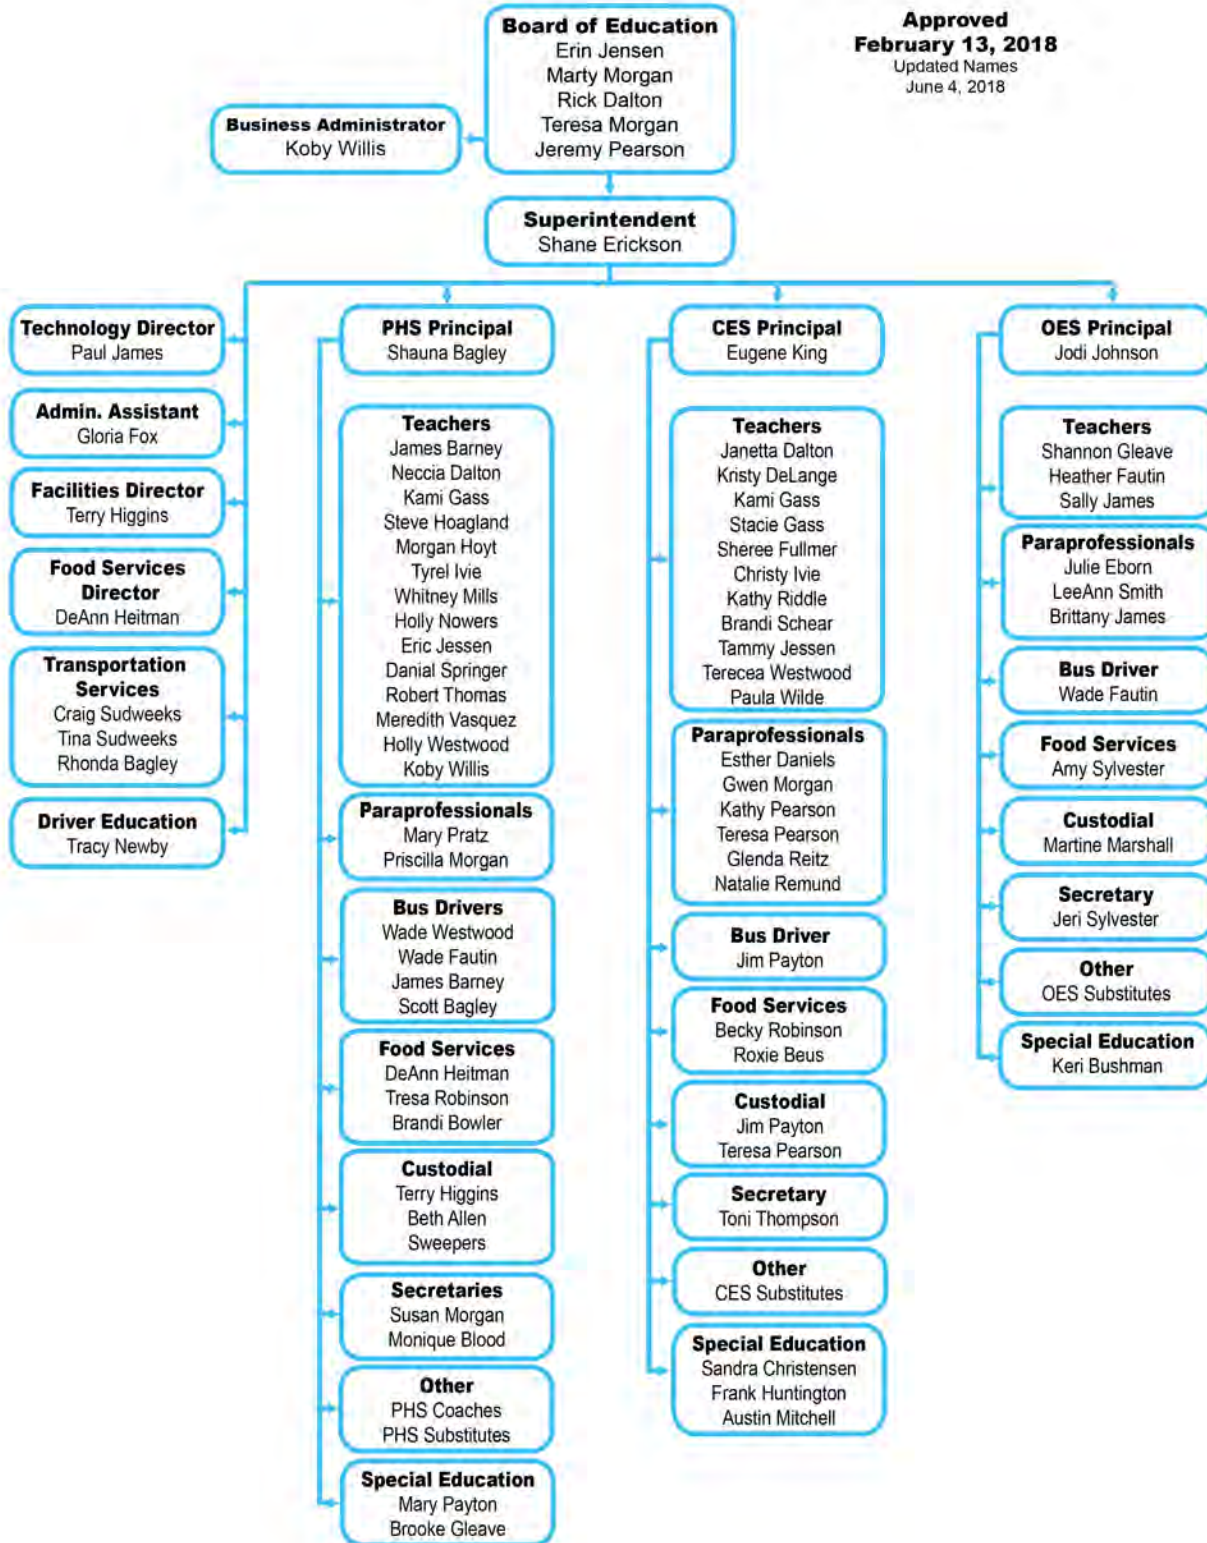 Board of Education
Erin Jensen
Marty Morgan
Rick Dalton
Teresa Morgan
Jeremy Pearson
Approved
February 13, 2018
Updated Names
June 4, 2018
Business Administrator
Koby Willis
Superintendent
Shane Erickson
Technology Director
Paul James
Admin. Assistant
Gloria Fox
Facilities Director
Terry Higgins
Food Services
Director
DeAnn Heitman
Transportation
Services
Craig Sudweeks
Tina Sudweeks
Rhonda Bagley
Driver Education
Tracy Newby
PHS Principal
Shauna Bagley
Teachers
James Barney
Neccia Dalton
Kami Gass
Steve Hoagland
Morgan Hoyt
Tyrel Ivie
Whitney Mills
Holly Nowers
Eric Jessen
Danial Springer
Robert Thomas
Meredith Vasquez
Holly Westwood
Koby Willis
Paraprofessionals
Mary Pratz
Priscilla Morgan
Bus Drivers
Wade Westwood
Wade Fautin
James Barney
Scott Bagley
Food Services
DeAnn Heitman
Tresa Robinson
Brandi Bowler
Custodial
Terry Higgins
Beth Allen
Sweepers
Secretaries
Susan Morgan
Monique Blood
Other
PHS Coaches
PHS Substitutes
Special Education
Mary Payton
Brooke Gleave
CES Principal
Eugene King
Teachers
Janetta Dalton
Kristy DeLange
Kami Gass
Stacie Gass
Sheree Fullmer
Christy Ivie
Kathy Riddle
Brandi Schear
Tammy Jessen
Terecea Westwood
Paula Wilde
Paraprofessionals
Esther Daniels
Gwen Morgan
Kathy Pearson
Teresa Pearson
Glenda Reitz
Natalie Remund
Bus Driver
Jim Payton
Food Services
Becky Robinson
Roxie Beus
Custodial
Jim Payton
Teresa Pearson
Secretary
Toni Thompson
Other
CES Substitutes
Special Education
Sandra Christensen
Frank Huntington
Austin Mitchell
OES Principal
Jodi Johnson
Teachers
Shannon Gleave
Heather Fautin
Sally James
Paraprofessionals
Julie Eborn
LeeAnn Smith
Brittany James
Bus Driver
Wade Fautin
Food Services
Amy Sylvester
Custodial
Martine Marshall
Secretary
Jeri Sylvester
Other
OES Substitutes
Special Education
Keri Bushman